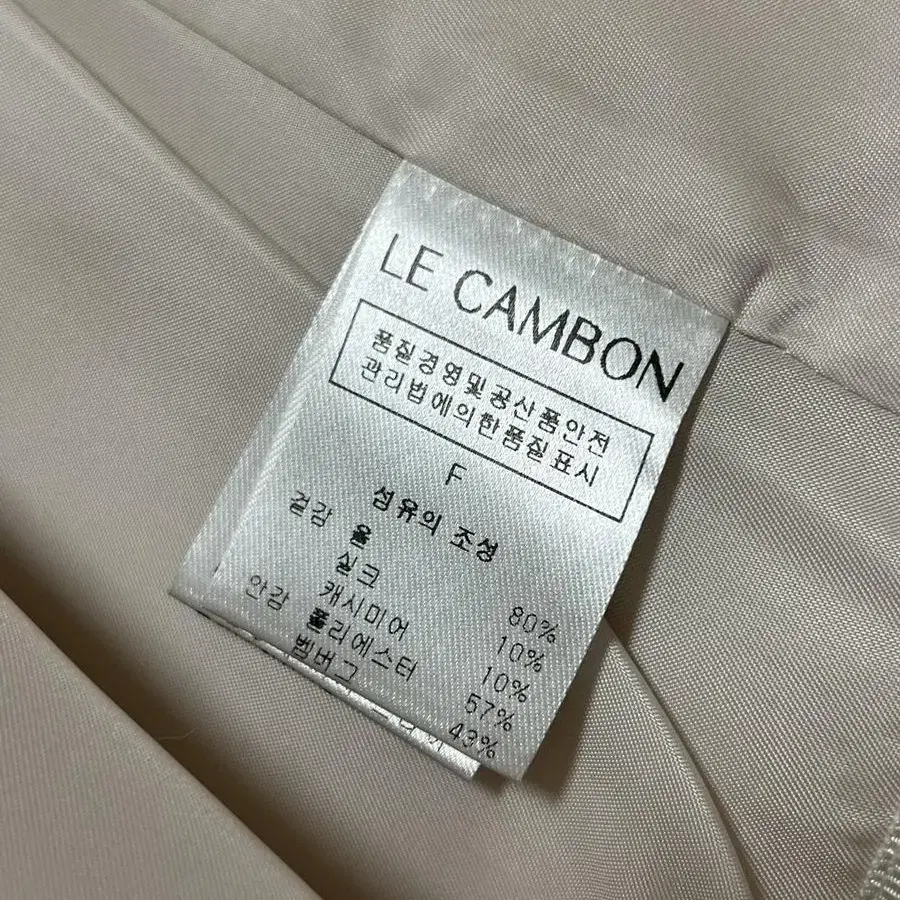 LE CAMBON
품질경영및공산품안전
관리법에의한품질표시
F
섬유의 조성
겉감 울 80%
실크 10%
캐시미어 10%
안감 폴리에스터 57%
벰버그 43%